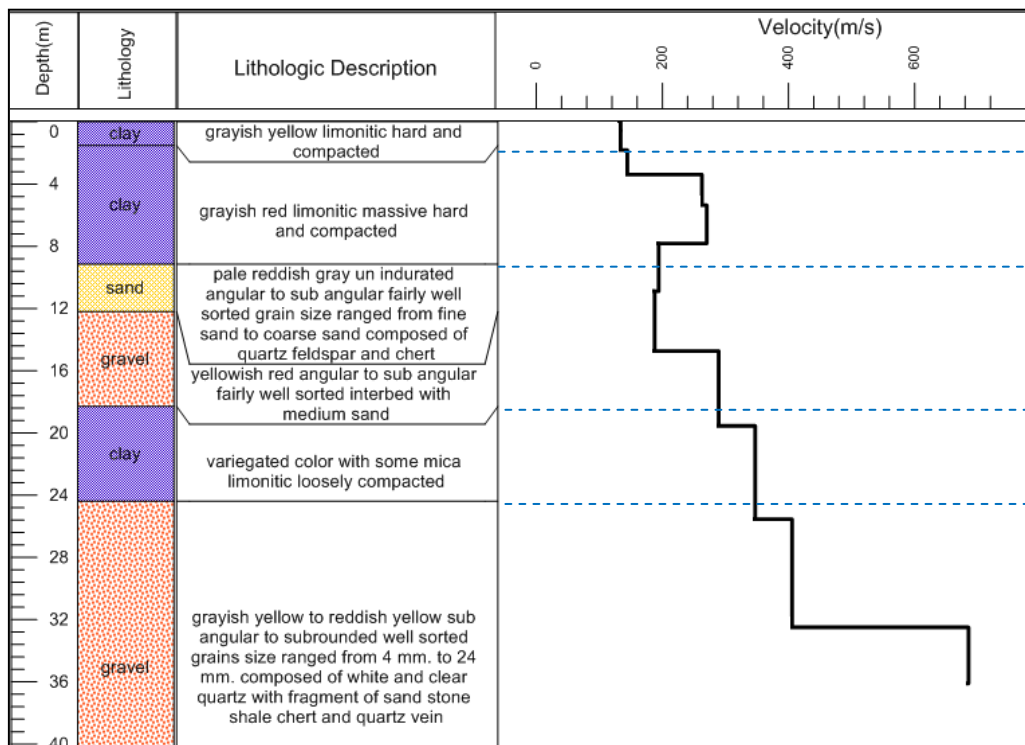 Depth(m)
Lithology
Lithologic Description
Velocity(m/s)
0
200
400
600
0
4
8
12
16
20
24
28
32
36
40
clay
clay
sand
gravel
clay
gravel
grayish yellow limonitic hard and
compacted
grayish red limonitic massive hard
and compacted
pale reddish gray un indurated
angular to sub angular fairly well
sorted grain size ranged from fine
sand to coarse sand composed of
quartz feldspar and chert
yellowish red angular to sub angular
fairly well sorted interbed with
medium sand
variegated color with some mica
limonitic loosely compacted
grayish yellow to reddish yellow sub
angular to subrounded well sorted
grains size ranged from 4 mm. to 24
mm. composed of white and clear
quartz with fragment of sand stone
shale chert and quartz vein